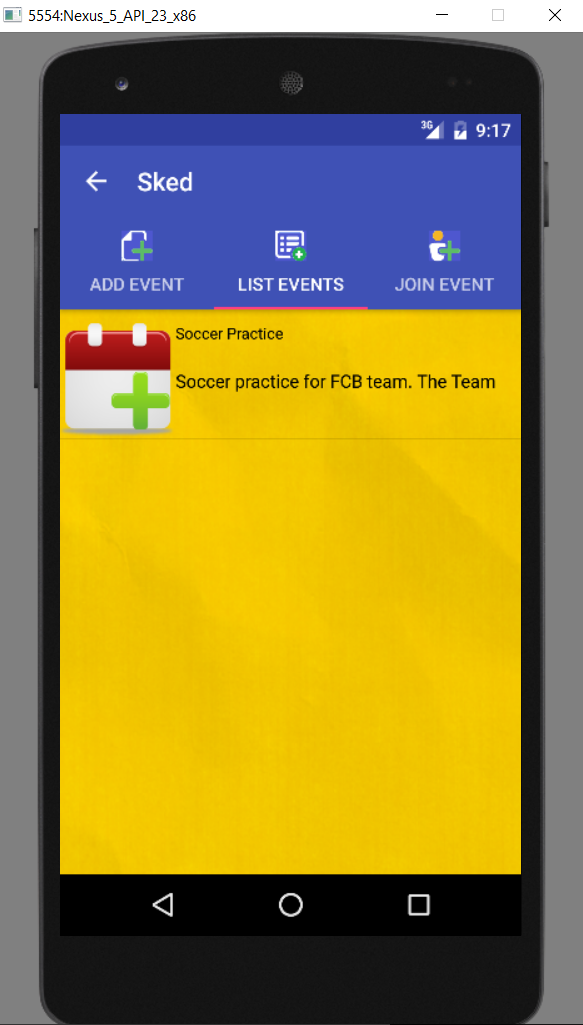 5554:Nexus_5_API_23_x86
3G 9:17
Sked
ADD EVENT LIST EVENTS JOIN EVENT
Soccer Practice
Soccer practice for FCB team. The Team